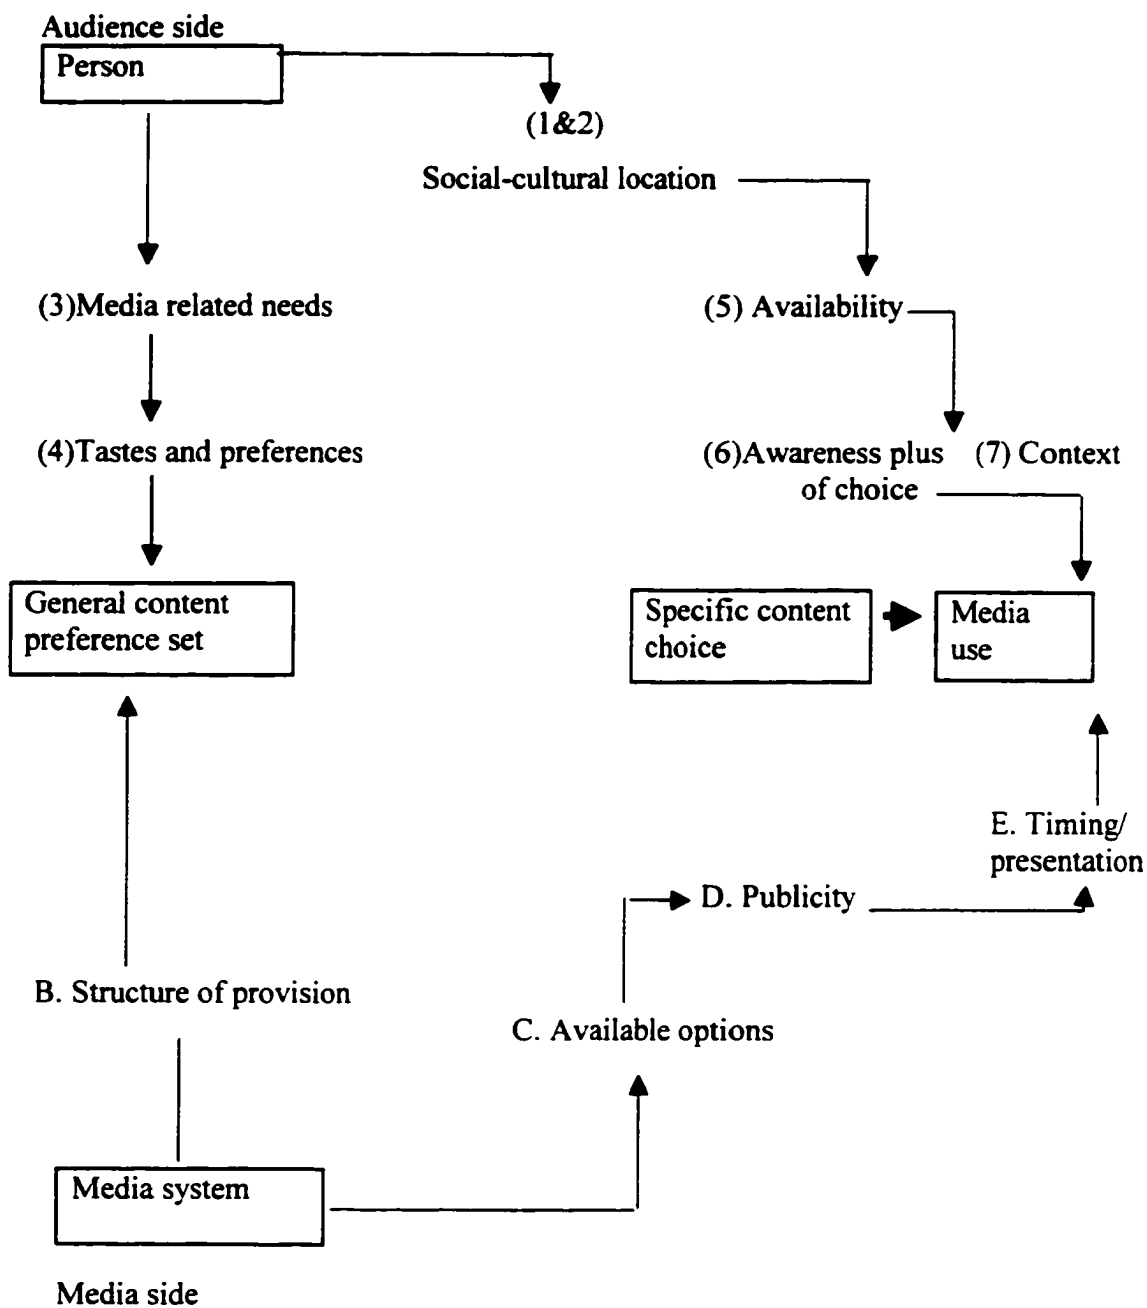 Audience side
Person
(1&2)
Social-cultural location
(3)Media related needs
(5) Availability
(4)Tastes and preferences
(6)Awareness plus
of choice
(7) Context
General content
preference set
Specific content
choice
Media
use
E. Timing/
presentation
D. Publicity
B. Structure of provision
C. Available options
Media system
Media side